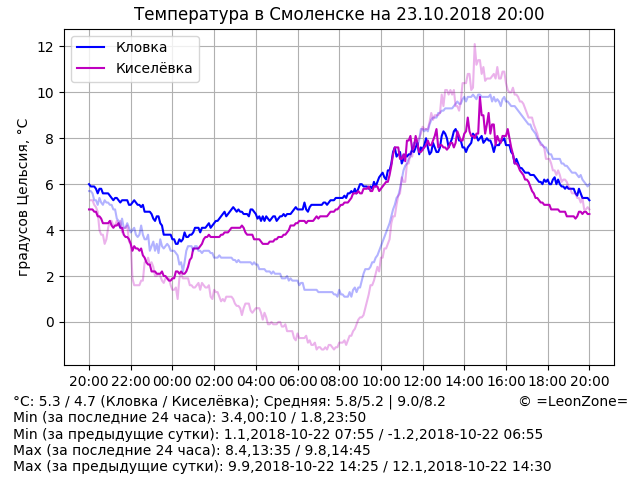 Температура в Смоленске на 23.10.2018 20:00
Кловка
Киселёвка
градусов Цельсия, °C
12
10
8
6
4
2
0
20:00 22:00 00:00 02:00 04:00 06:00 08:00 10:00 12:00 14:00 16:00 18:00 20:00
°C: 5.3 / 4.7 (Кловка / Киселёвка); Средняя: 5.8/5.2 | 9.0/8.2 © =LeonZone=
Min (за последние 24 часа): 3.4,00:10 / 1.8,23:50
Min (за предыдущие сутки): 1.1,2018-10-22 07:55 / -1.2,2018-10-22 06:55
Max (за последние 24 часа): 8.4,13:35 / 9.8,14:45
Max (за предыдущие сутки): 9.9,2018-10-22 14:25 / 12.1,2018-10-22 14:30